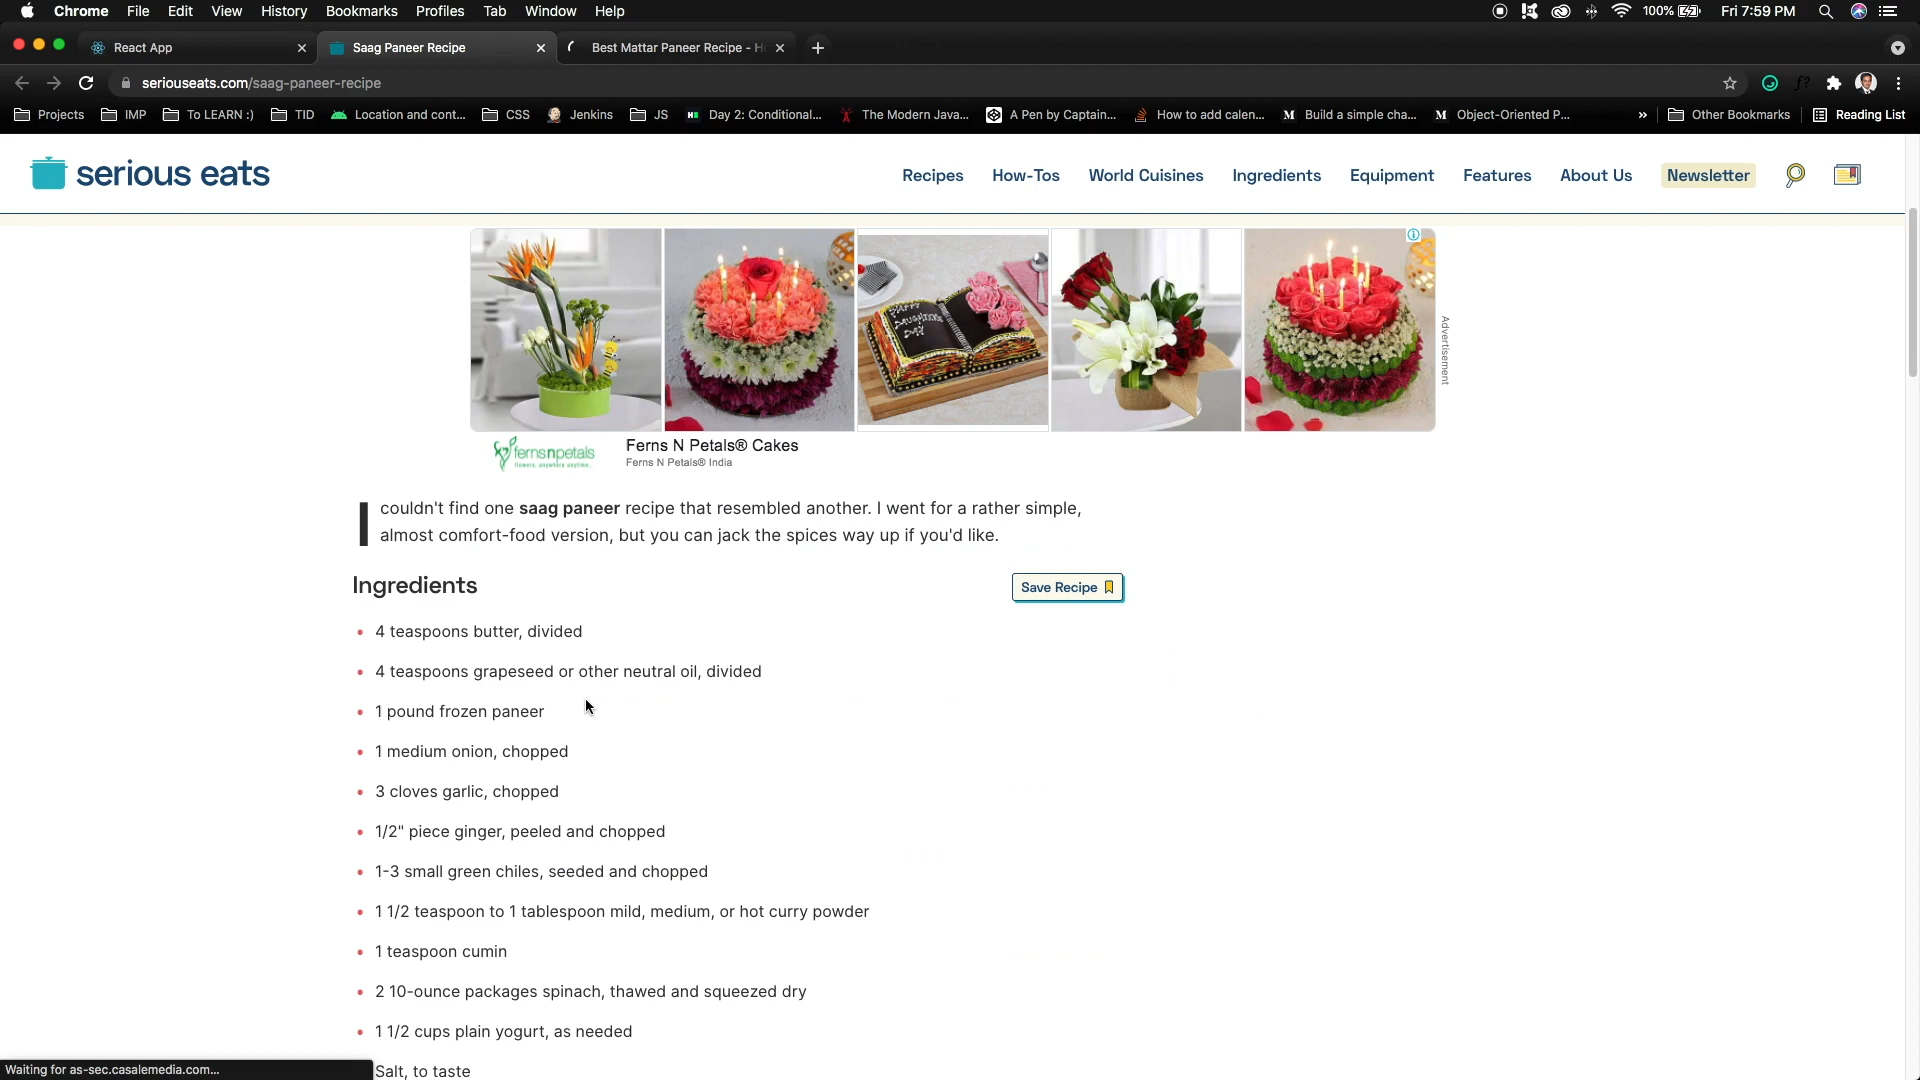 Chrome File Edit View History Bookmarks Profiles Tab Window Help 100% Fri 7:59 PM
React App Saag Paneer Recipe Best Mattar Paneer Recipe - H
seriouseats.com/saag-paneer-recipe
Projects IMP To LEARN :) TID Location and cont... CSS Jenkins JS Day 2: Conditional... The Modern Java... A Pen by Captain... How to add calen... Build a simple cha... Object-Oriented P... » Other Bookmarks Reading List
serious eats
Recipes How-Tos World Cuisines Ingredients Equipment Features About Us Newsletter
Advertisement
fernsnpetals
flowers, anywhere anytime...
Ferns N Petals® Cakes
Ferns N Petals® India
I couldn't find one saag paneer recipe that resembled another. I went for a rather simple,
almost comfort-food version, but you can jack the spices way up if you'd like.
Ingredients
Save Recipe
4 teaspoons butter, divided
4 teaspoons grapeseed or other neutral oil, divided
1 pound frozen paneer
1 medium onion, chopped
3 cloves garlic, chopped
1/2" piece ginger, peeled and chopped
1-3 small green chiles, seeded and chopped
1 1/2 teaspoon to 1 tablespoon mild, medium, or hot curry powder
1 teaspoon cumin
2 10-ounce packages spinach, thawed and squeezed dry
1 1/2 cups plain yogurt, as needed
Salt, to taste
Waiting for as-sec.casalemedia.com...